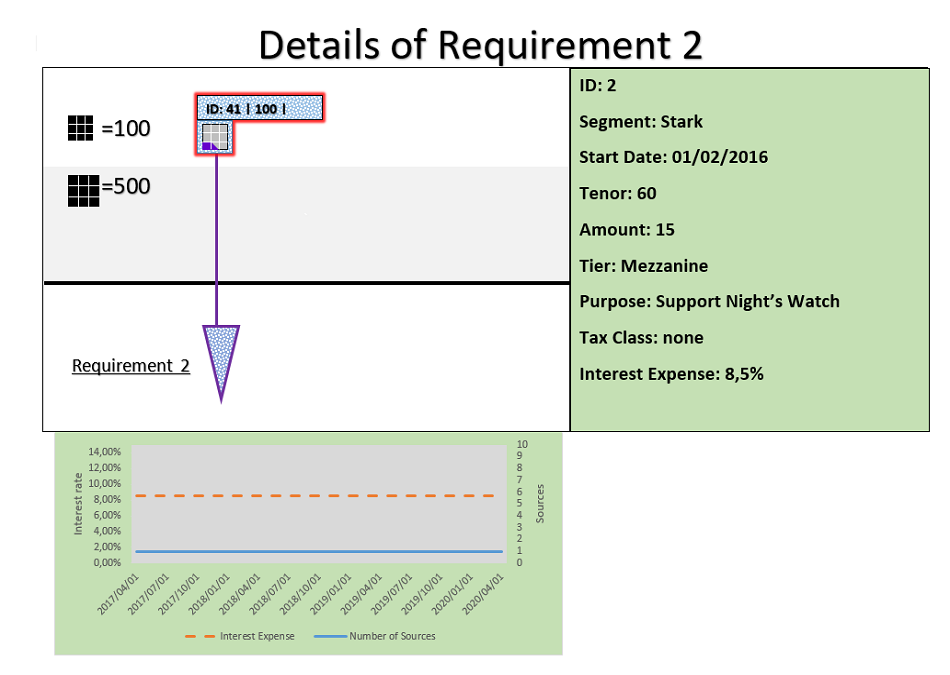 Details of Requirement 2
ID: 41 | 100 |
=100
=500
Requirement 2
ID: 2
Segment: Stark
Start Date: 01/02/2016
Tenor: 60
Amount: 15
Tier: Mezzanine
Purpose: Support Night’s Watch
Tax Class: none
Interest Expense: 8,5%
Interest rate
14,00%
12,00%
10,00%
8,00%
6,00%
4,00%
2,00%
0,00%
10
9
8
7
6
5
4
3
2
1
0
Sources
2017/04/01
2017/07/01
2017/10/01
2018/01/01
2018/04/01
2018/07/01
2018/10/01
2019/01/01
2019/04/01
2019/07/01
2019/10/01
2020/01/01
2020/04/01
Interest Expense
Number of Sources